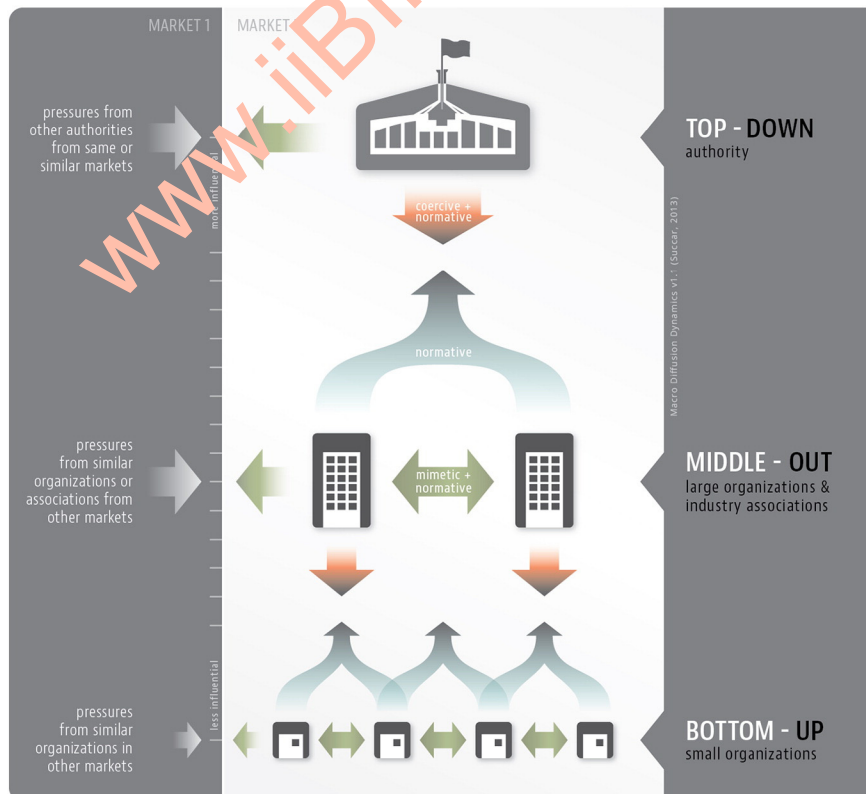 MARKET 1
MARKET
www.iiBI
pressures from
other authorities
from same or
similar markets
more influential
coercive +
normative
TOP - DOWN
authority
Macro Diffusion Dynamics v1.1 (Succar, 2013)
normative
pressures
from similar
organizations or
associations from
other markets
mimetic +
normative
MIDDLE - OUT
large organizations &
industry associations
less influential
pressures
from similar
organizations in
other markets
BOTTOM - UP
small organizations